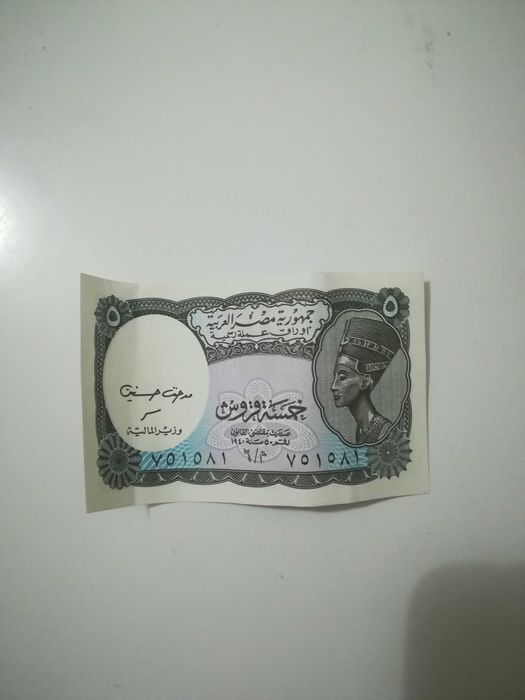 ٥ ٥
جمهورية مصر العربية
أوراق عملة رسمية
خمسة قروش
صدرت بمقتضى القانون
رقم ٥٠ سنة ١٩٤٠
مدحت حسنين
وزير المالية
٧٥١٥٨١ م/٦ ٧٥١٥٨١